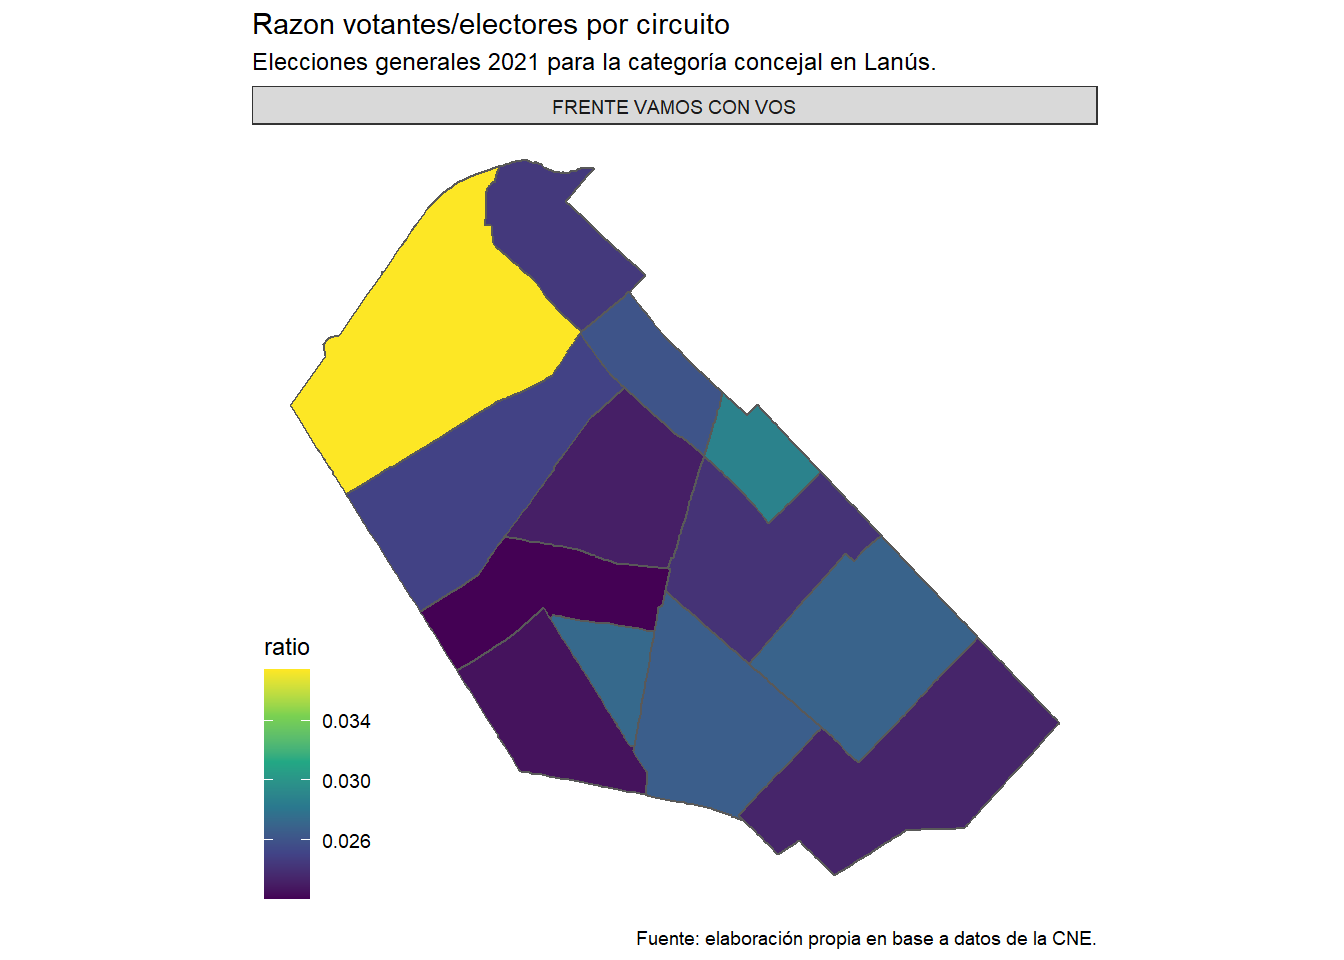 Razon votantes/electores por circuito
Elecciones generales 2021 para la categoría concejal en Lanús.
FRENTE VAMOS CON VOS
ratio
0.034
0.030
0.026
Fuente: elaboración propia en base a datos de la CNE.